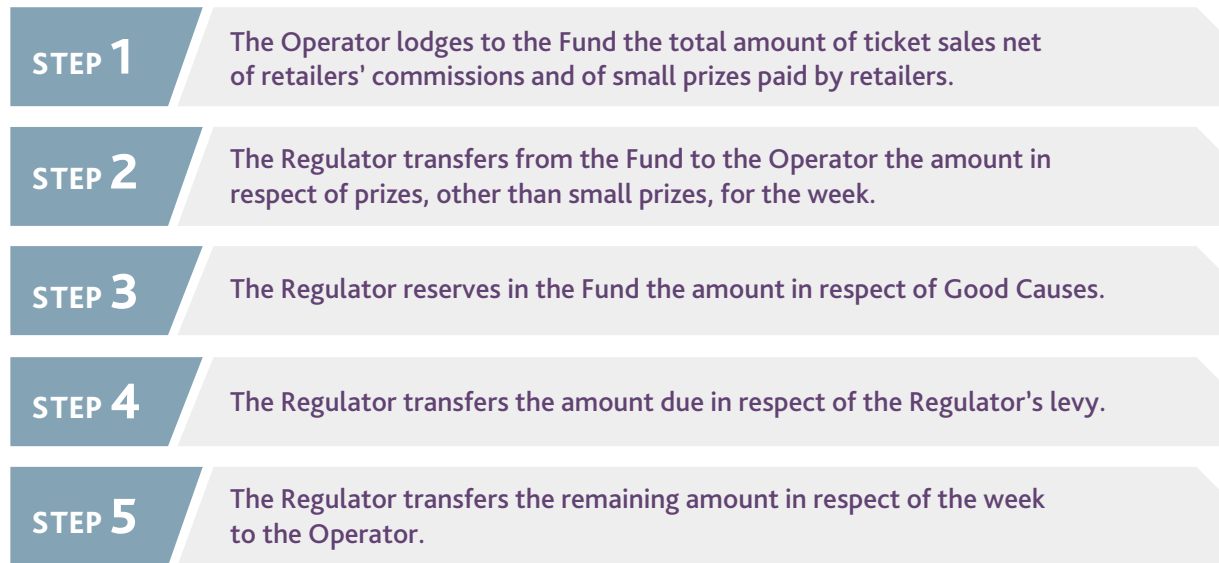 STEP 1
The Operator lodges to the Fund the total amount of ticket sales net
of retailers' commissions and of small prizes paid by retailers.
STEP 2
The Regulator transfers from the Fund to the Operator the amount in
respect of prizes, other than small prizes, for the week.
STEP 3
The Regulator reserves in the Fund the amount in respect of Good Causes.
STEP 4
The Regulator transfers the amount due in respect of the Regulator's levy.
STEP 5
The Regulator transfers the remaining amount in respect of the week
to the Operator.